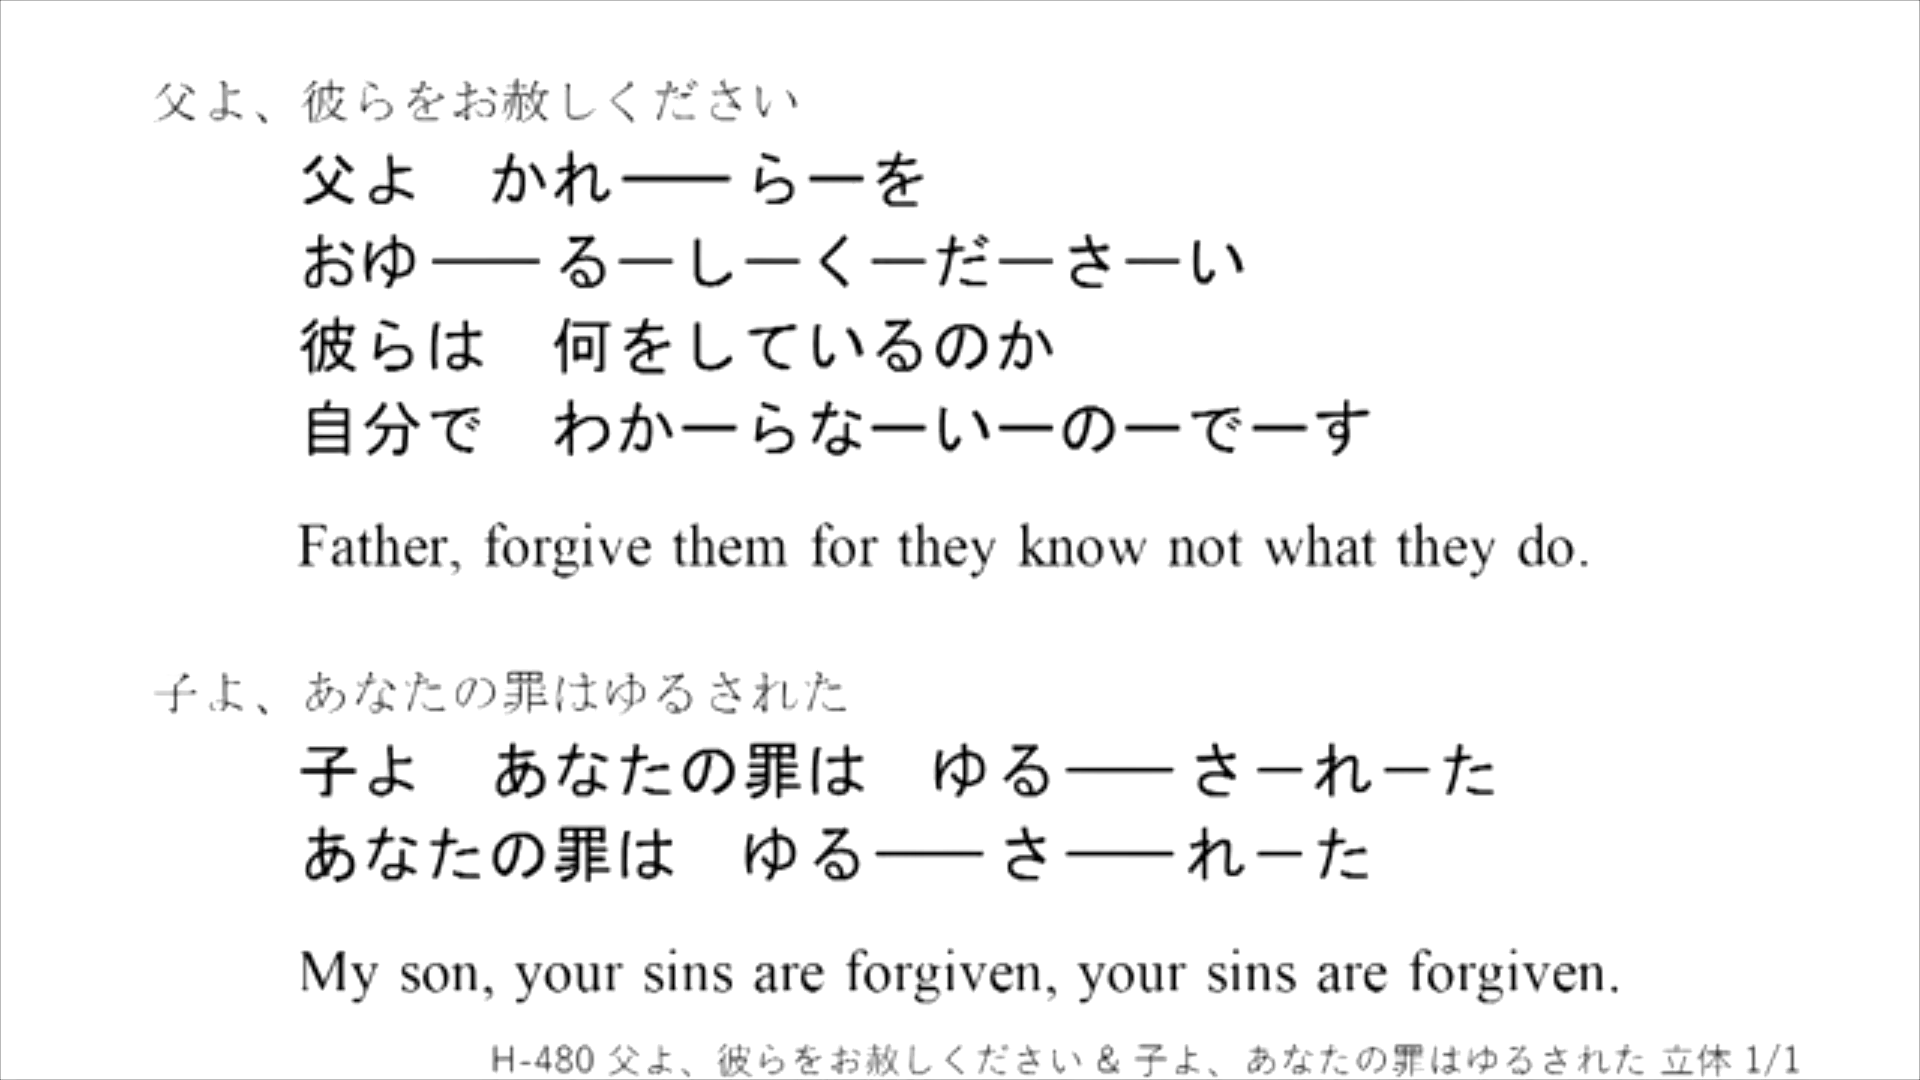 父よ、彼らをお赦しください
父よ　かれ――らーを
おゆ――るーしーくーだーさーい
彼らは　何をしているのか
自分で　わかーらなーいーのーでーす
Father, forgive them for they know not what they do.
子よ、あなたの罪はゆるされた
子よ　あなたの罪は　ゆる――さーれーた
あなたの罪は　ゆる――さ――れーた
My son, your sins are forgiven, your sins are forgiven.
H-480 父よ、彼らをお赦しください & 子よ、あなたの罪はゆるされた 立体 1/1